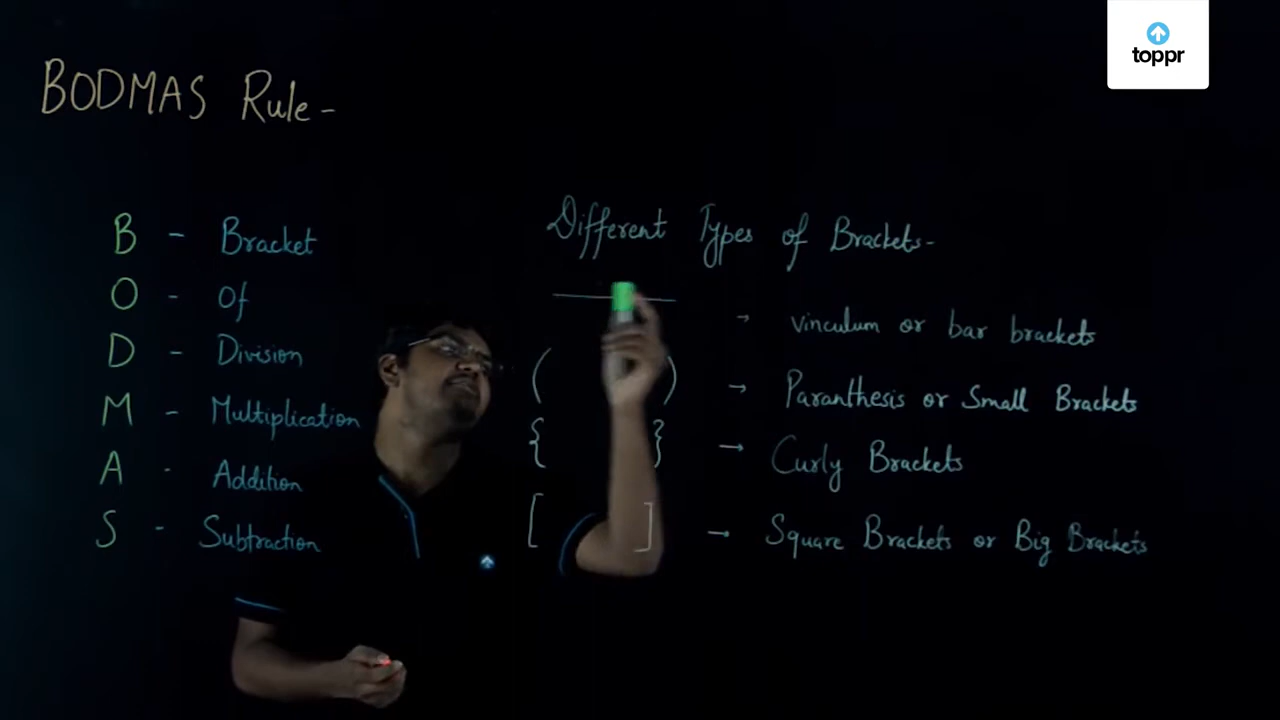 toppr
BODMAS Rule -
B - Bracket
O - Of
D - Division
M - Multiplication
A - Addition
S - Subtraction
Different Types of Brackets-
→ vinculum or bar brackets
( ) → Paranthesis or Small Brackets
{ } → Curly Brackets
[ ] → Square Brackets or Big Brackets